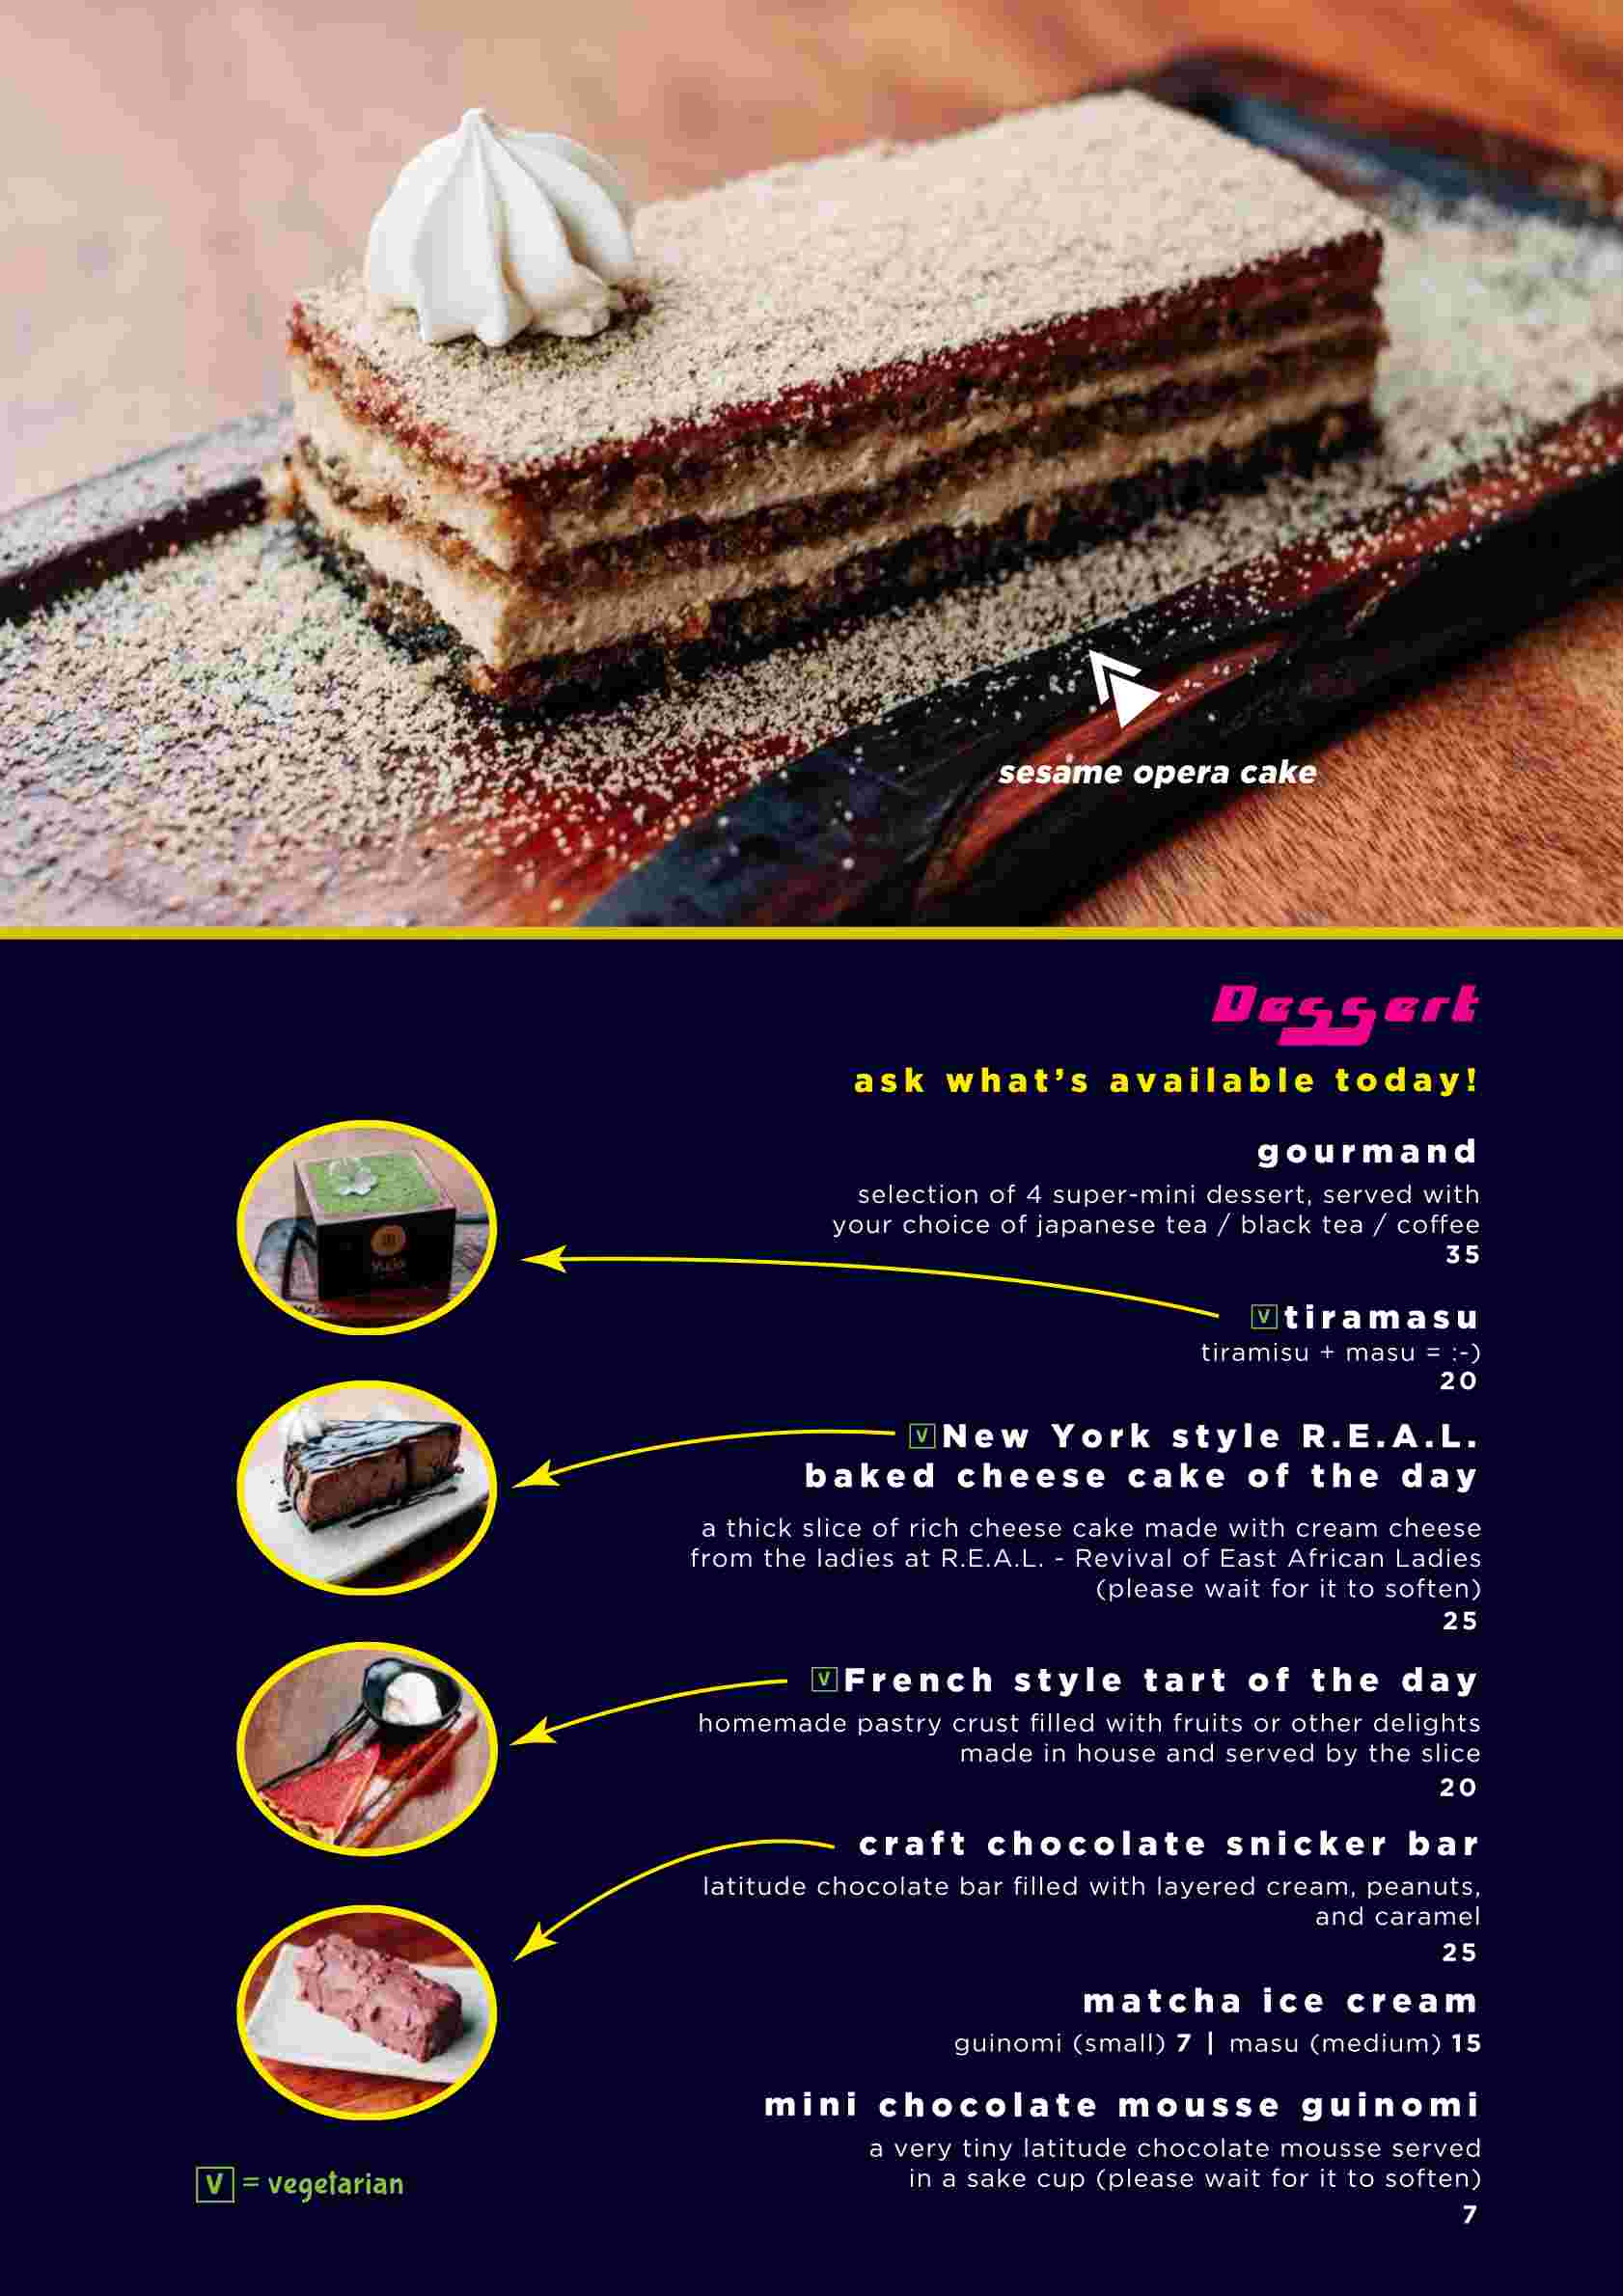 sesame opera cake
Dessert
ask what's available today!
gourmand
selection of 4 super-mini dessert, served with
your choice of japanese tea / black tea / coffee
35
V tiramasu
tiramisu + masu = :-)
20
V New York style R.E.A.L.
baked cheese cake of the day
a thick slice of rich cheese cake made with cream cheese
from the ladies at R.E.A.L. - Revival of East African Ladies
(please wait for it to soften)
25
V French style tart of the day
homemade pastry crust filled with fruits or other delights
made in house and served by the slice
20
craft chocolate snicker bar
latitude chocolate bar filled with layered cream, peanuts,
and caramel
25
matcha ice cream
guinomi (small) 7 | masu (medium) 15
mini chocolate mousse guinomi
a very tiny latitude chocolate mousse served
in a sake cup (please wait for it to soften)
7
V = vegetarian